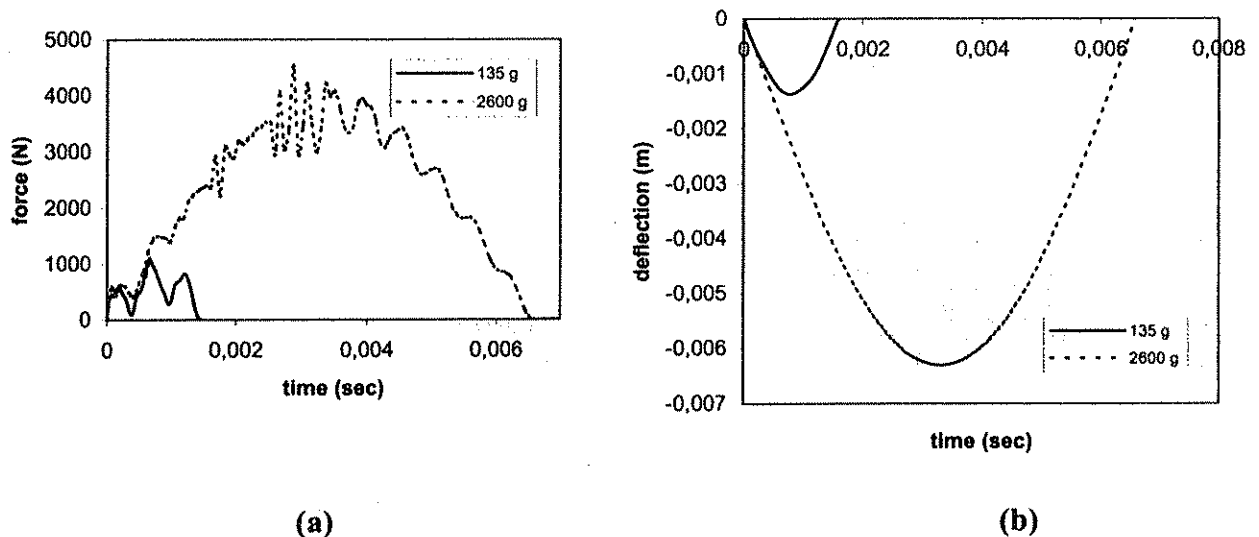 5000
4000
3000
2000
1000
0
force (N)
135 g
2600 g
0
0,002
0,004
0,006
time (sec)
(a)
0
-0,001
-0,002
-0,003
-0,004
-0,005
-0,006
-0,007
deflection (m)
0
0,002
0,004
0,006
0,008
135 g
2600 g
time (sec)
(b)